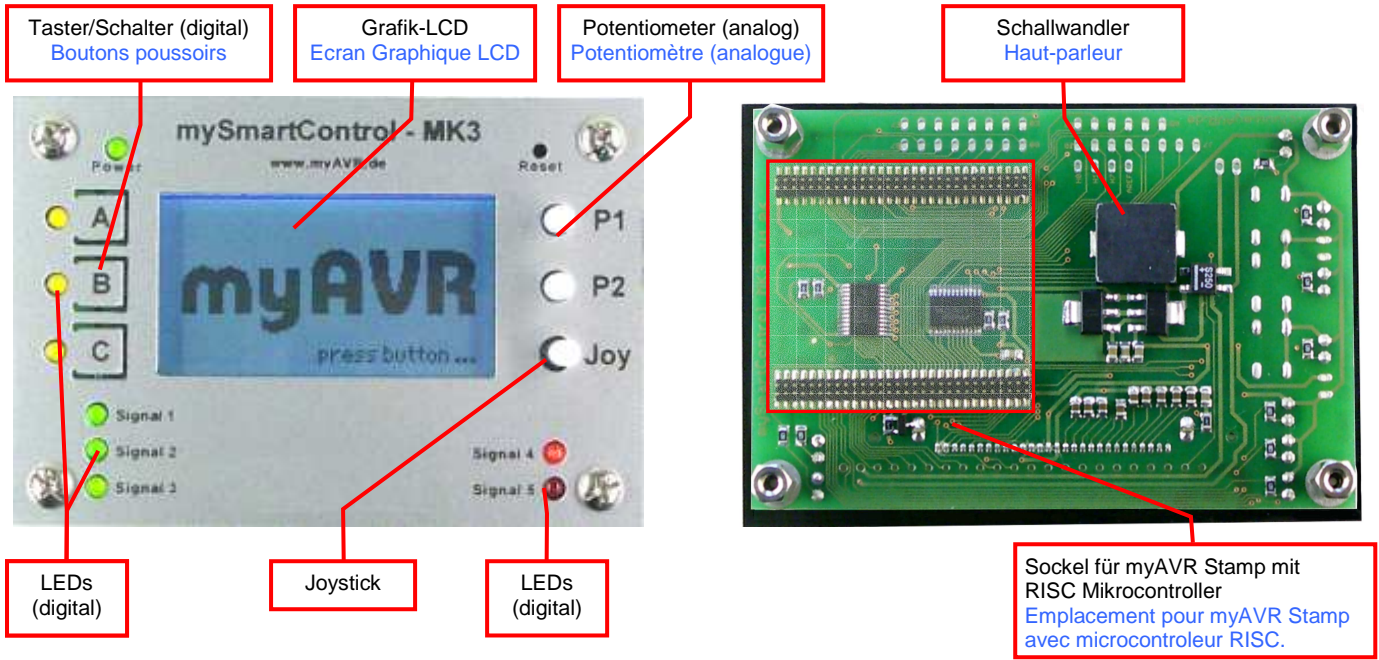 Taster/Schalter (digital)
Boutons poussoirs
Grafik-LCD
Ecran Graphique LCD
Potentiometer (analog)
Potentiomètre (analogue)
Schallwandler
Haut-parleur
mySmartControl - MK3
www.myAVR.de
Power
Reset
A
B
C
P1
P2
Joy
myAVR
press button ...
Signal 1
Signal 2
Signal 3
Signal 4
Signal 5
S250
LEDs
(digital)
Joystick
LEDs
(digital)
Sockel für myAVR Stamp mit
RISC Mikrocontroller
Emplacement pour myAVR Stamp
avec microcontroleur RISC.